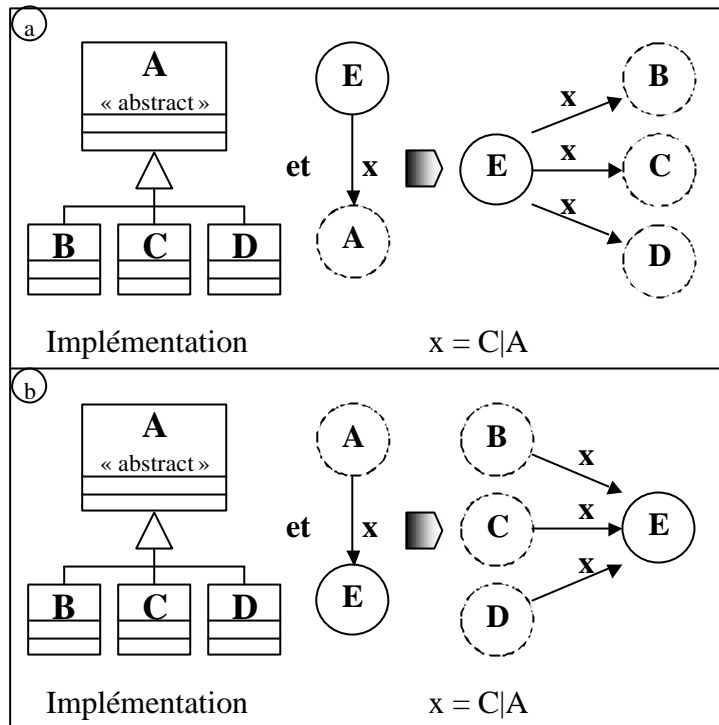 a
A
« abstract »
B C D
Implémentation
E
et x
A
E
x
x
x
B
C
D
x = C|A
b
A
« abstract »
B C D
Implémentation
A
et x
E
B
C
D
x
x
x
E
x = C|A